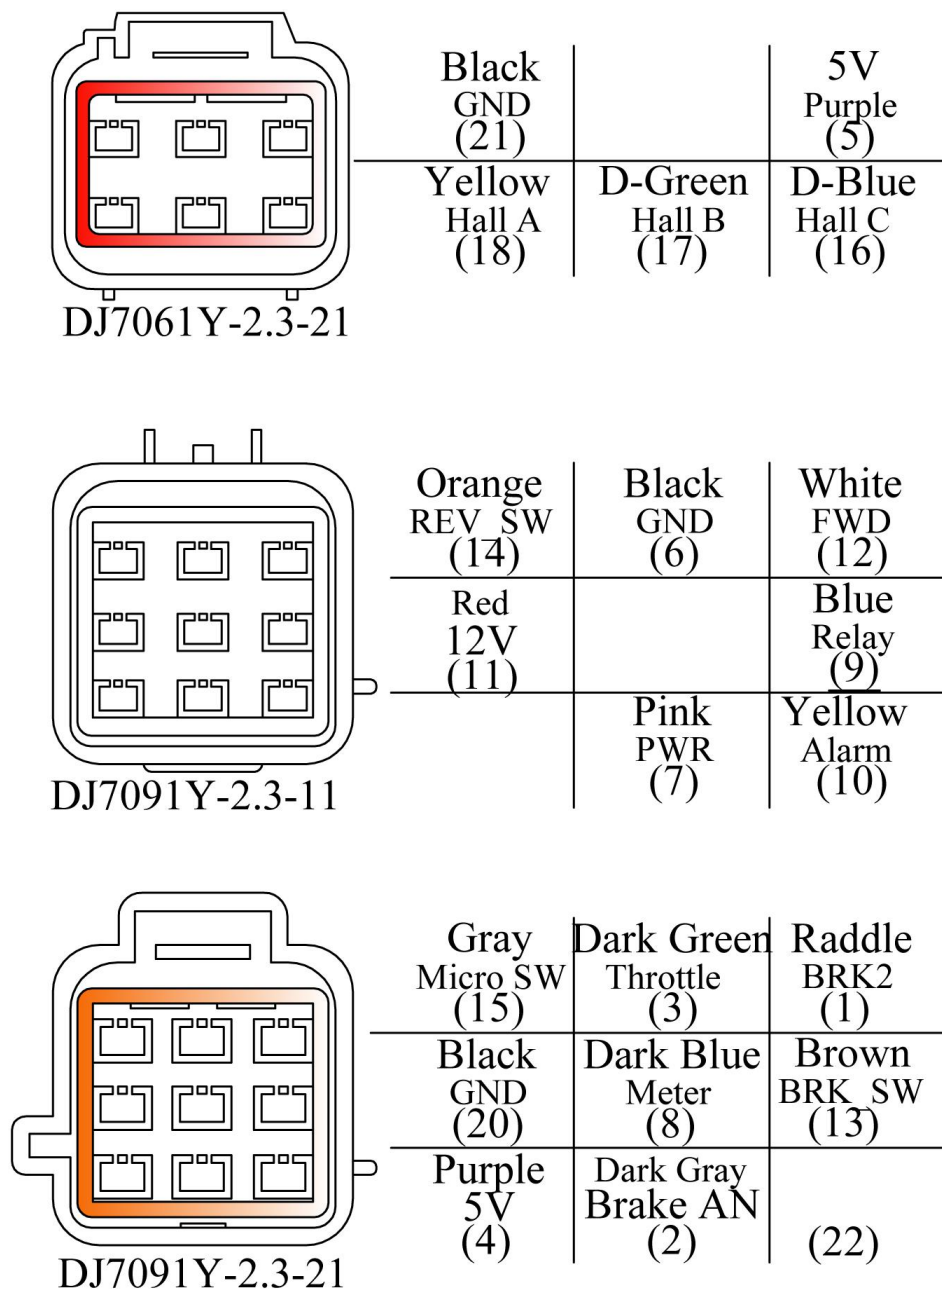 Black
GND
(21)
5V
Purple
(5)
Yellow
Hall A
(18)
D-Green
Hall B
(17)
D-Blue
Hall C
(16)
DJ7061Y-2.3-21
Orange
REV_SW
(14)
Black
GND
(6)
White
FWD
(12)
Red
12V
(11)
Blue
Relay
(9)
Pink
PWR
(7)
Yellow
Alarm
(10)
DJ7091Y-2.3-11
Gray
Micro SW
(15)
Dark Green
Throttle
(3)
Raddle
BRK2
(1)
Black
GND
(20)
Dark Blue
Meter
(8)
Brown
BRK_SW
(13)
Purple
5V
(4)
Dark Gray
Brake AN
(2)
(22)
DJ7091Y-2.3-21